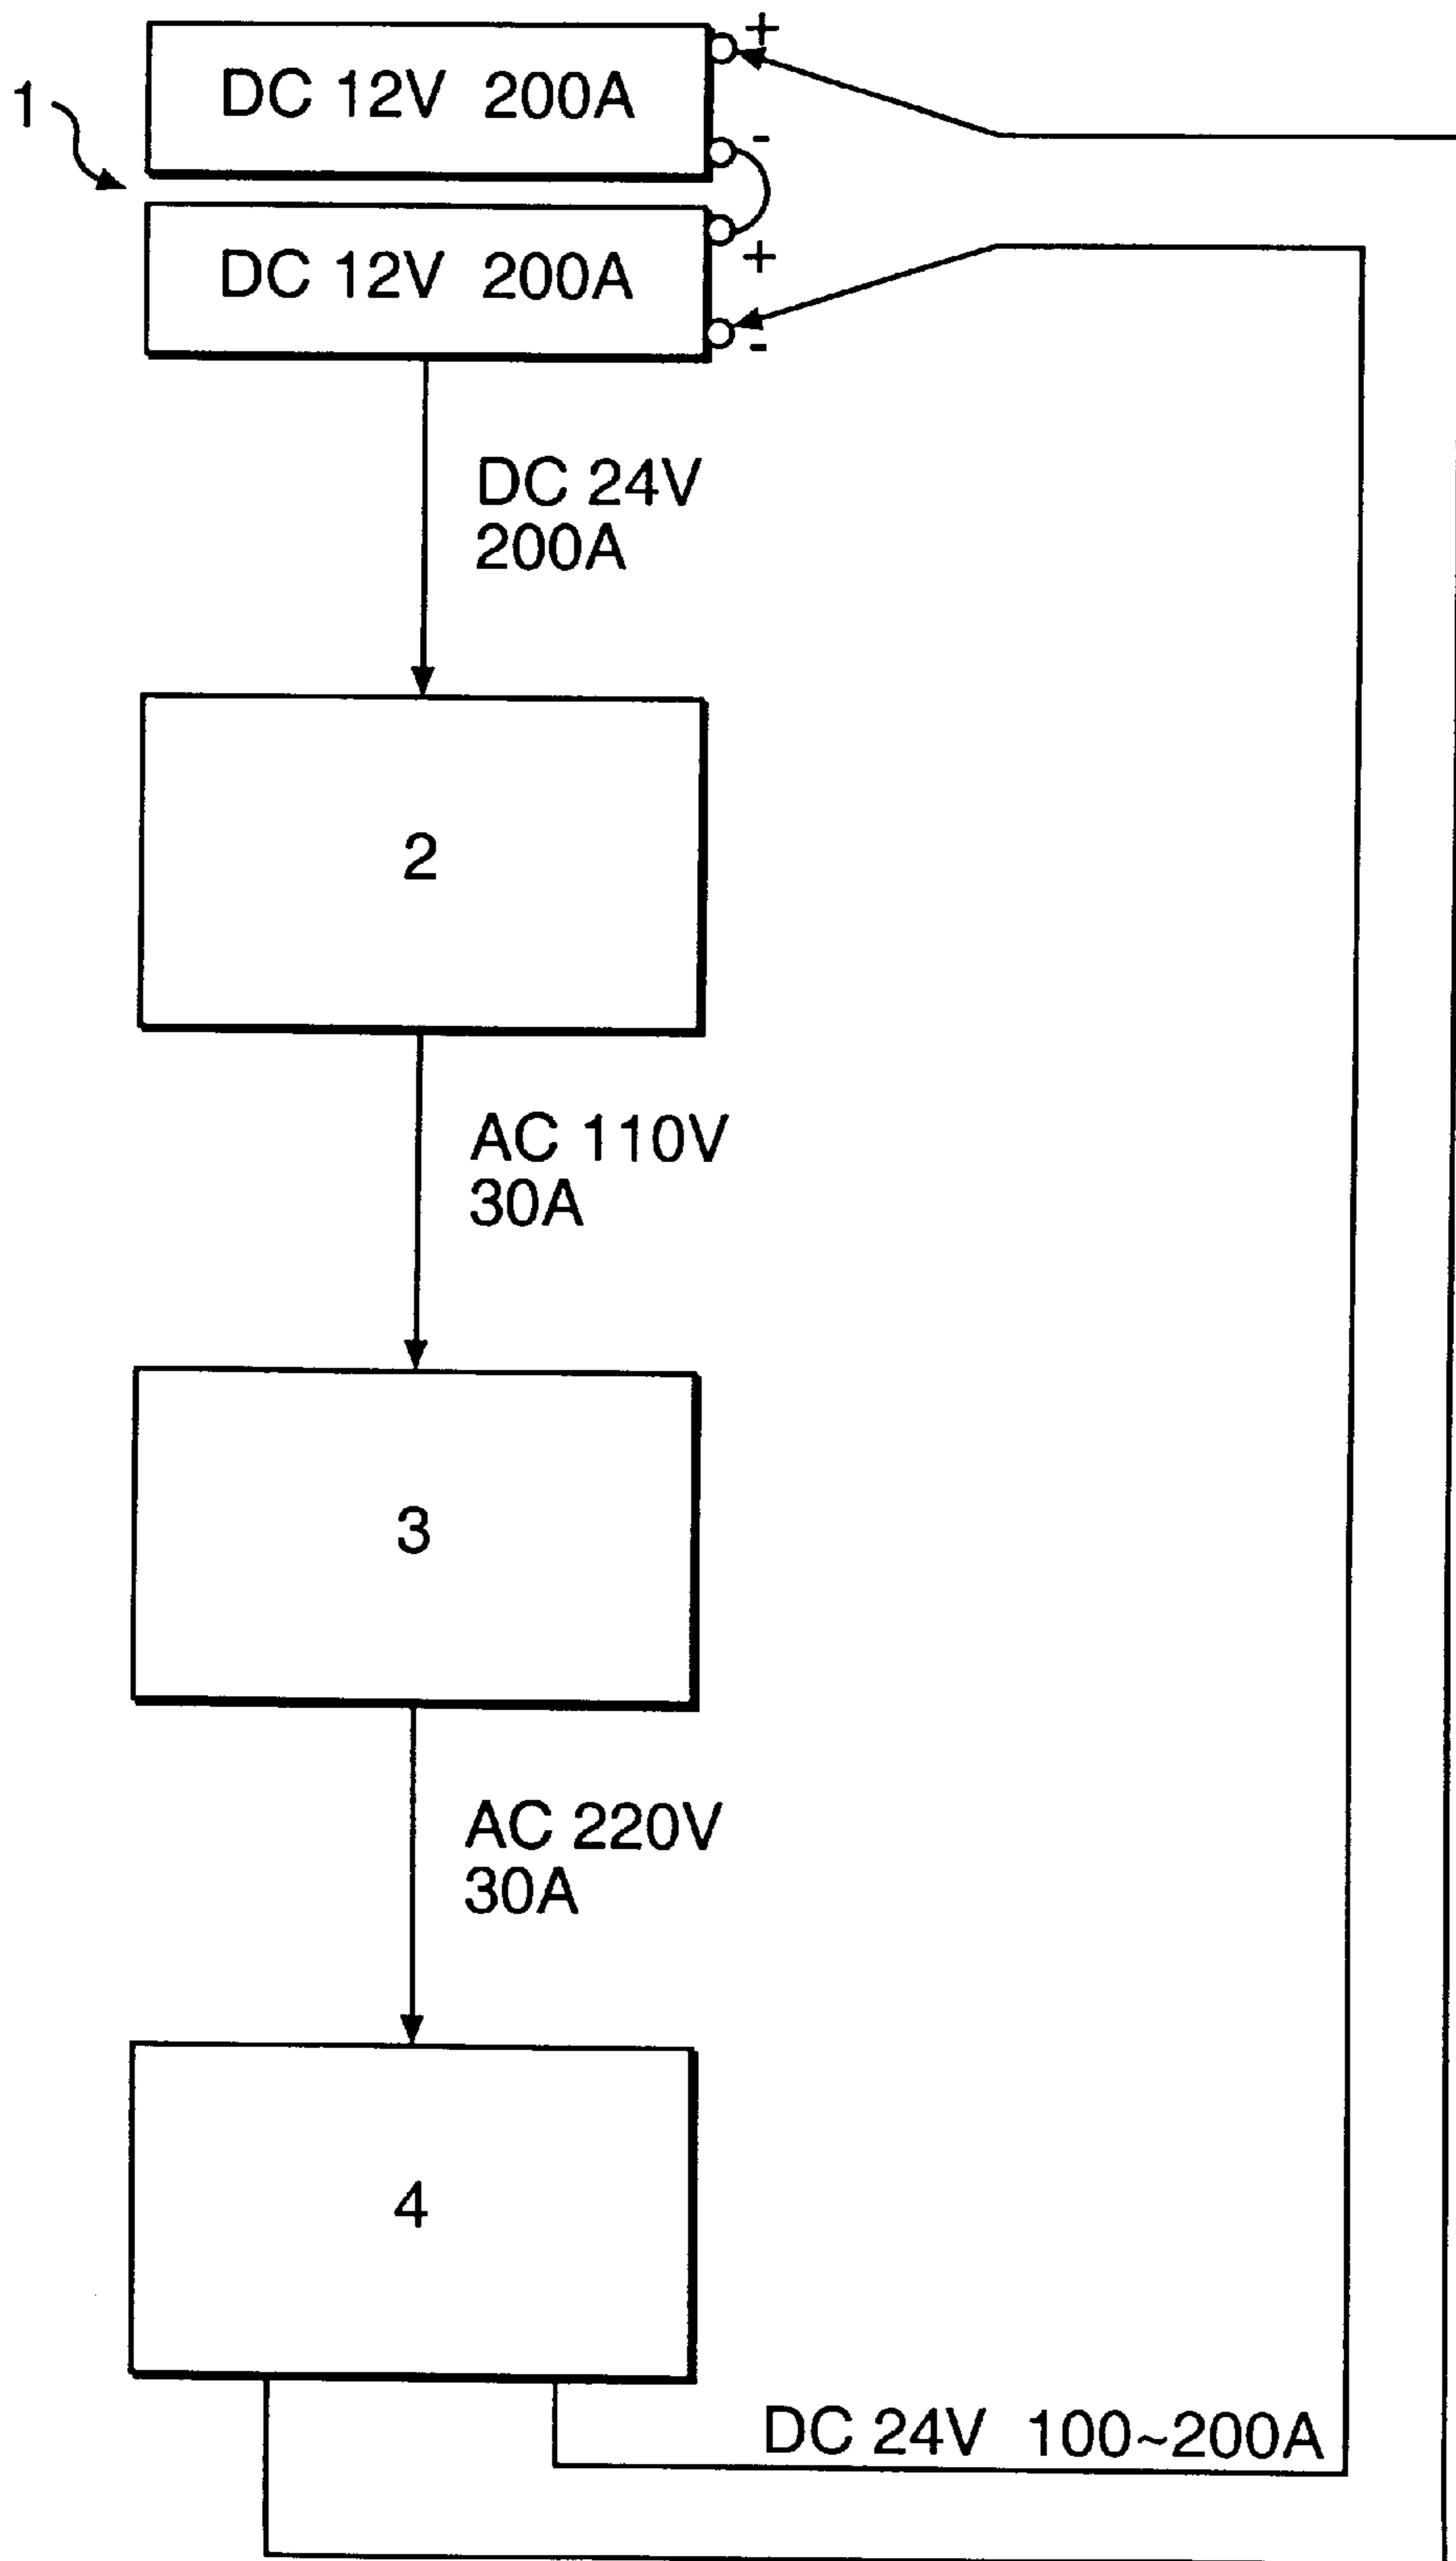 +
DC 12V 200A
1
-
DC 12V 200A
+
-
DC 24V
200A
2
AC 110V
30A
3
AC 220V
30A
4
DC 24V 100~200A